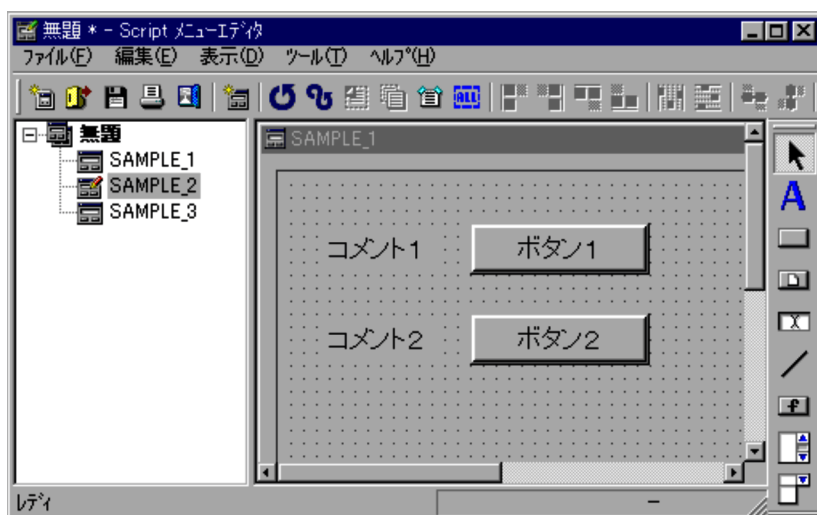 無題 * - Script ﾒﾆｭｰｴﾃﾞｨﾀ
ﾌｧｲﾙ(F) 編集(E) 表示(D) ﾂｰﾙ(T) ﾍﾙﾌﾟ(H)
ALL
無題
SAMPLE_1
SAMPLE_2
SAMPLE_3
SAMPLE_1
コメント1 ボタン1
コメント2 ボタン2
A
f
ﾚﾃﾞｨ